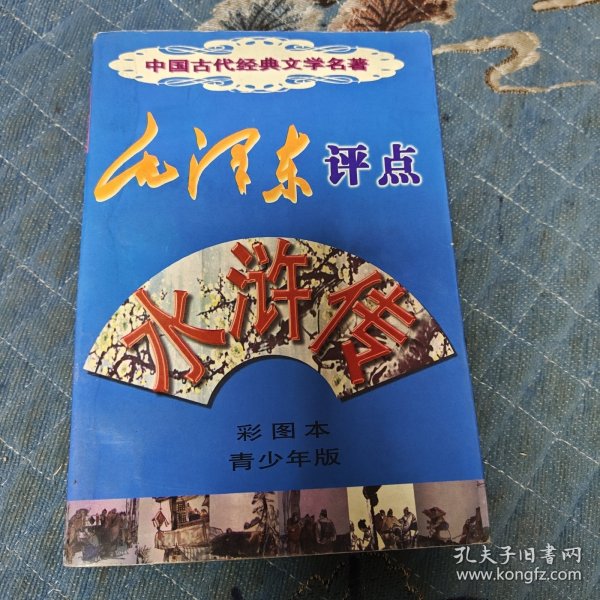 中国古代经典文学名著
毛泽东评点
水浒传
彩图本
青少年版
孔夫子旧书网
www.kongfz.com